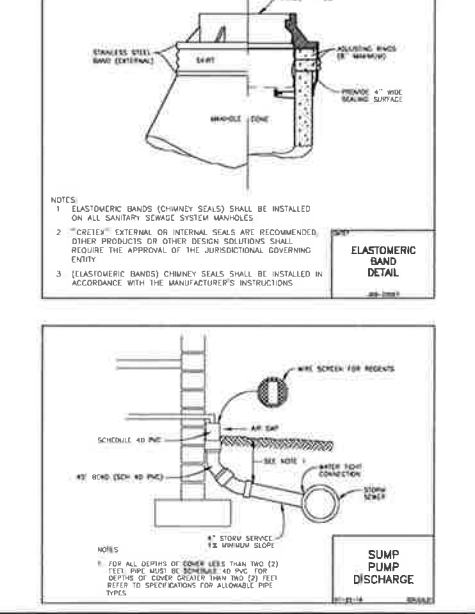 STAINLESS STEEL
BAND (EXTERNAL)
SKIRT
ADJUSTING RINGS
(8" MINIMUM)
PROVIDE 4" WIDE
SEALING SURFACE
MANHOLE CONE
NOTES:
1 ELASTOMERIC BANDS (CHIMNEY SEALS) SHALL BE INSTALLED
ON ALL SANITARY SEWAGE SYSTEM MANHOLES
2 "CRETEX" EXTERNAL OR INTERNAL SEALS ARE RECOMMENDED,
OTHER PRODUCTS OR OTHER DESIGN SOLUTIONS SHALL
REQUIRE THE APPROVAL OF THE JURISDICTIONAL GOVERNING
ENTITY
3 (ELASTOMERIC BANDS) CHIMNEY SEALS SHALL BE INSTALLED IN
ACCORDANCE WITH THE MANUFACTURER'S INSTRUCTIONS
ELASTOMERIC
BAND
DETAIL
WIRE SCREEN FOR REGENTS
AIR GAP
SCHEDULE 40 PVC
SEE NOTE 1
45° BEND (SCH 40 PVC)
WATER TIGHT
CONNECTION
STORM
SEWER
4" STORM SERVICE
1% MINIMUM SLOPE
NOTES
1. FOR ALL DEPTHS OF COVER LESS THAN TWO (2)
FEET, PIPE MUST BE SCHEDULE 40 PVC FOR
DEPTHS OF COVER GREATER THAN TWO (2) FEET
REFER TO SPECIFICATIONS FOR ALLOWABLE PIPE
TYPES
SUMP
PUMP
DISCHARGE